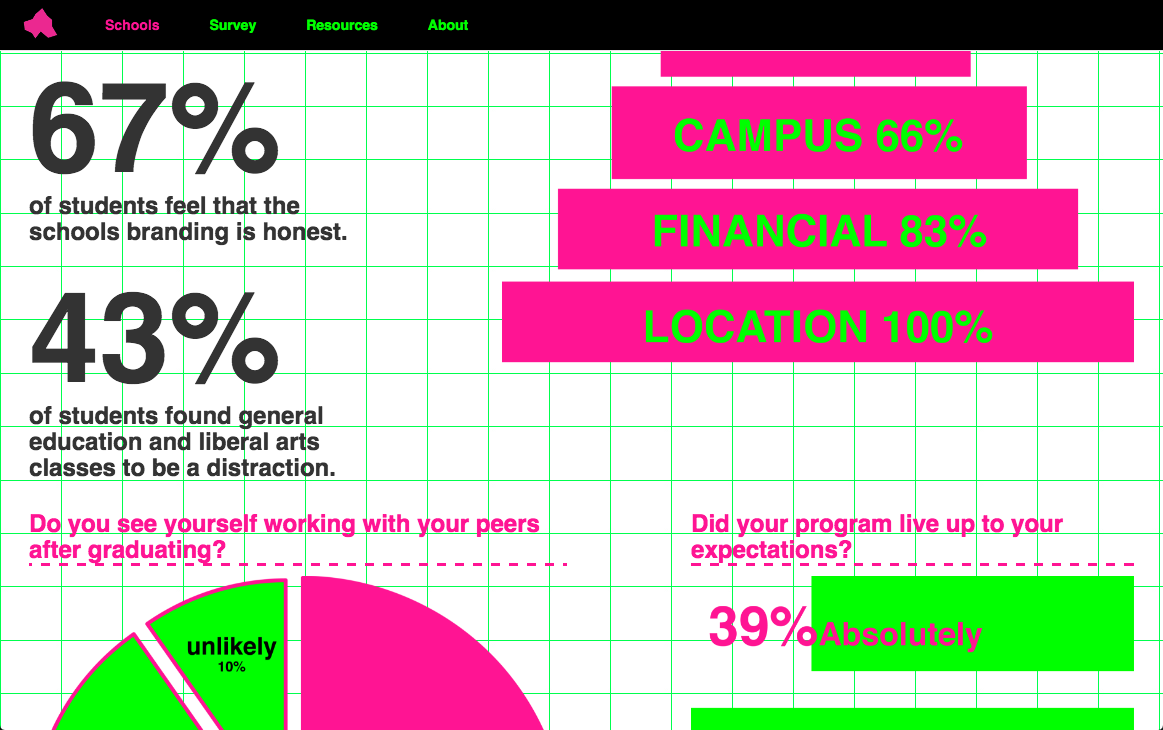 Schools
Survey
Resources
About
67%
of students feel that the
schools branding is honest.
43%
of students found general
education and liberal arts
classes to be a distraction.
CAMPUS 66%
FINANCIAL 83%
LOCATION 100%
Do you see yourself working with your peers
after graduating?
unlikely
10%
Did your program live up to your
expectations?
39% Absolutely